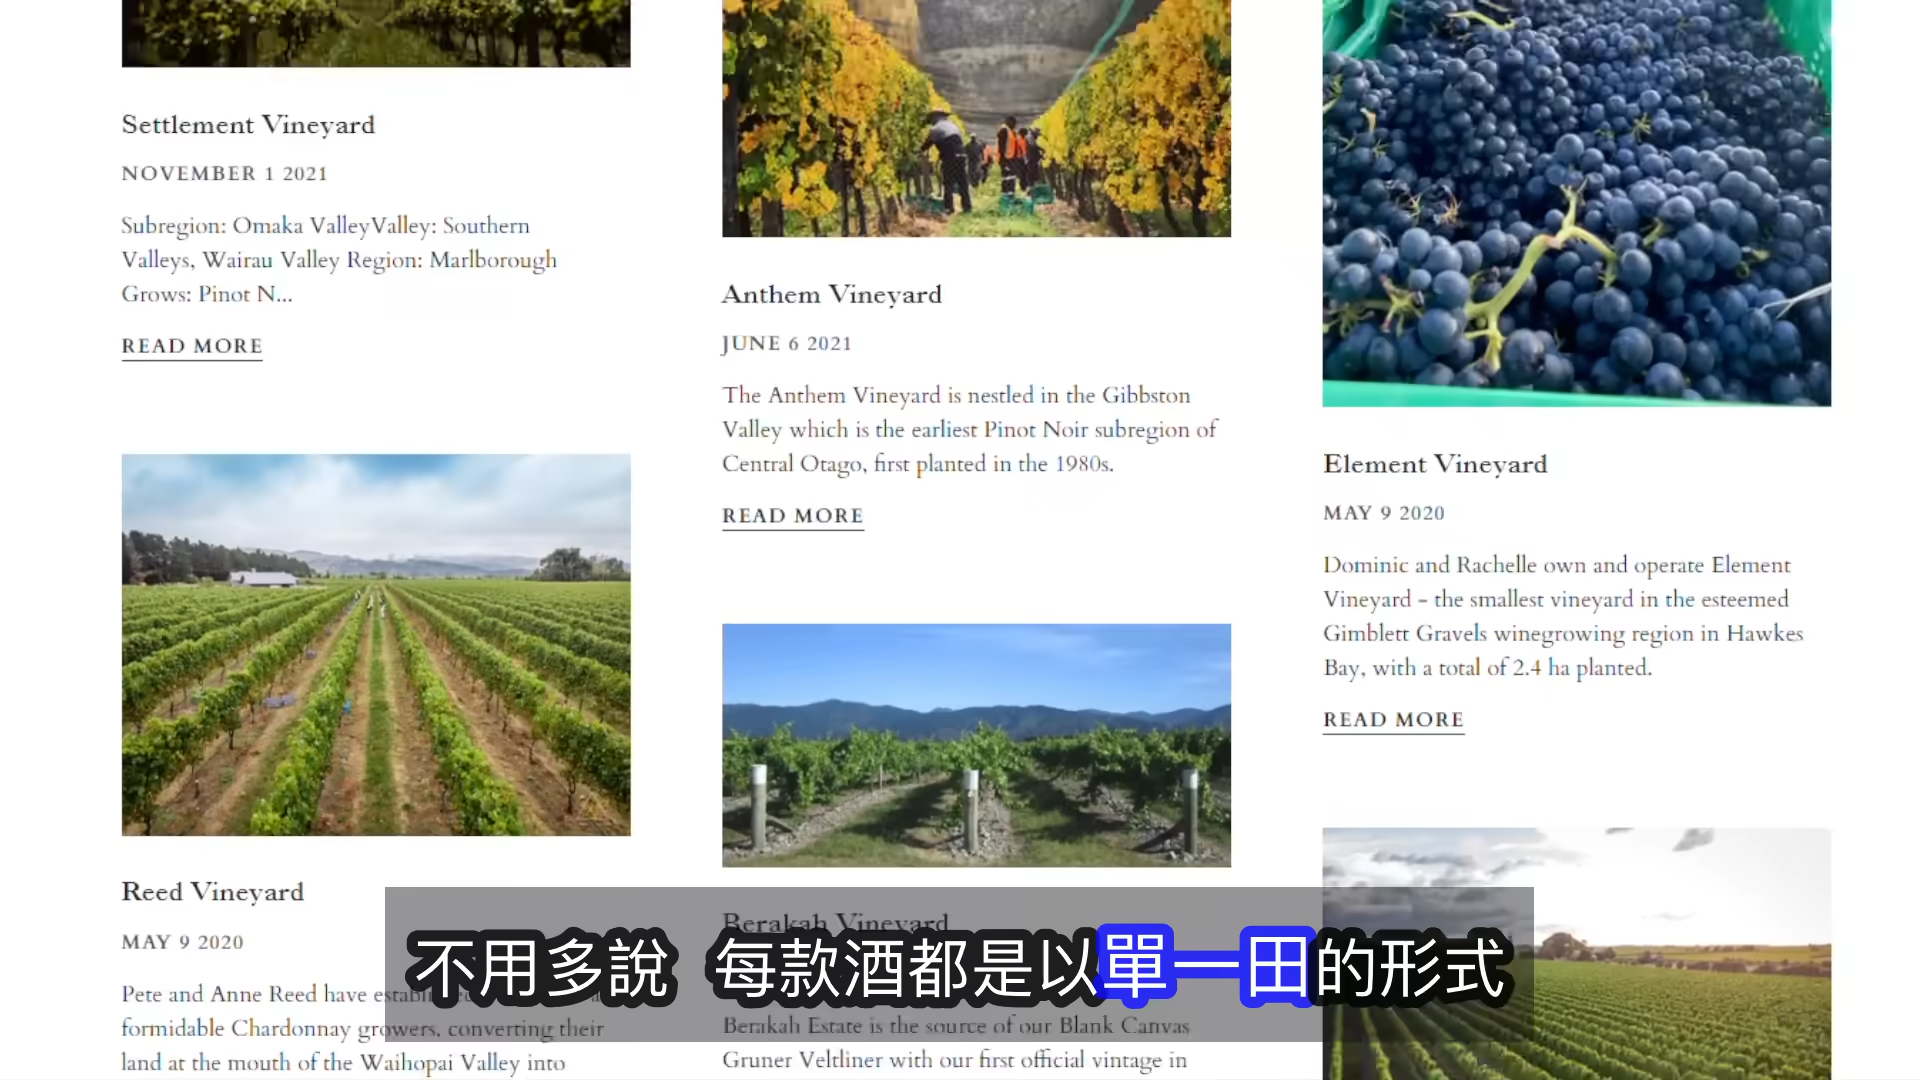 Settlement Vineyard
NOVEMBER 1 2021
Subregion: Omaka ValleyValley: Southern
Valleys, Wairau Valley Region: Marlborough
Grows: Pinot N...
READ MORE
Reed Vineyard
MAY 9 2020
Pete and Anne Reed have
formidable Chardonnay growers, converting their
land at the mouth of the Waihopai Valley into
Anthem Vineyard
JUNE 6 2021
The Anthem Vineyard is nestled in the Gibbston
Valley which is the earliest Pinot Noir subregion of
Central Otago, first planted in the 1980s.
READ MORE
Berakah Vineyard
Berakah Estate is the source of our Blank Canvas
Gruner Veltliner with our first official vintage in
Element Vineyard
MAY 9 2020
Dominic and Rachelle own and operate Element
Vineyard – the smallest vineyard in the esteemed
Gimblett Gravels winegrowing region in Hawkes
Bay, with a total of 2.4 ha planted.
READ MORE
不用多說 每款酒都是以單一田的形式